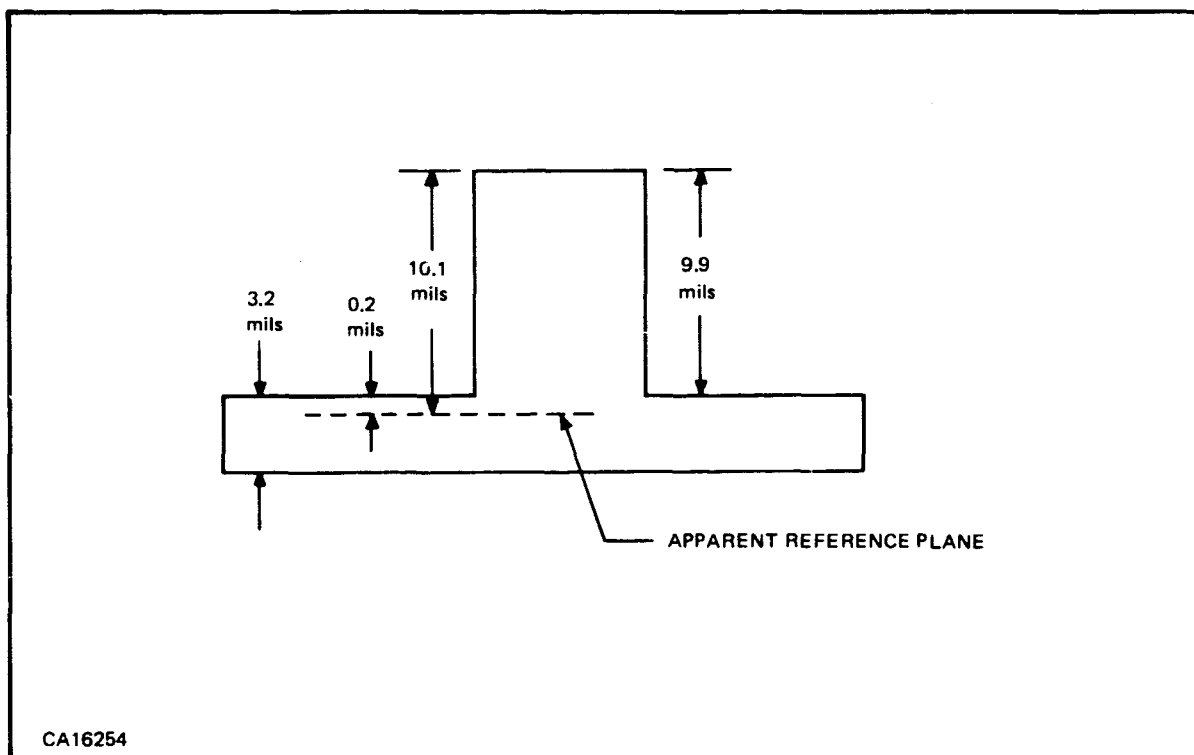 10.1
mils
9.9
mils
3.2
mils
0.2
mils
APPARENT REFERENCE PLANE
CA16254